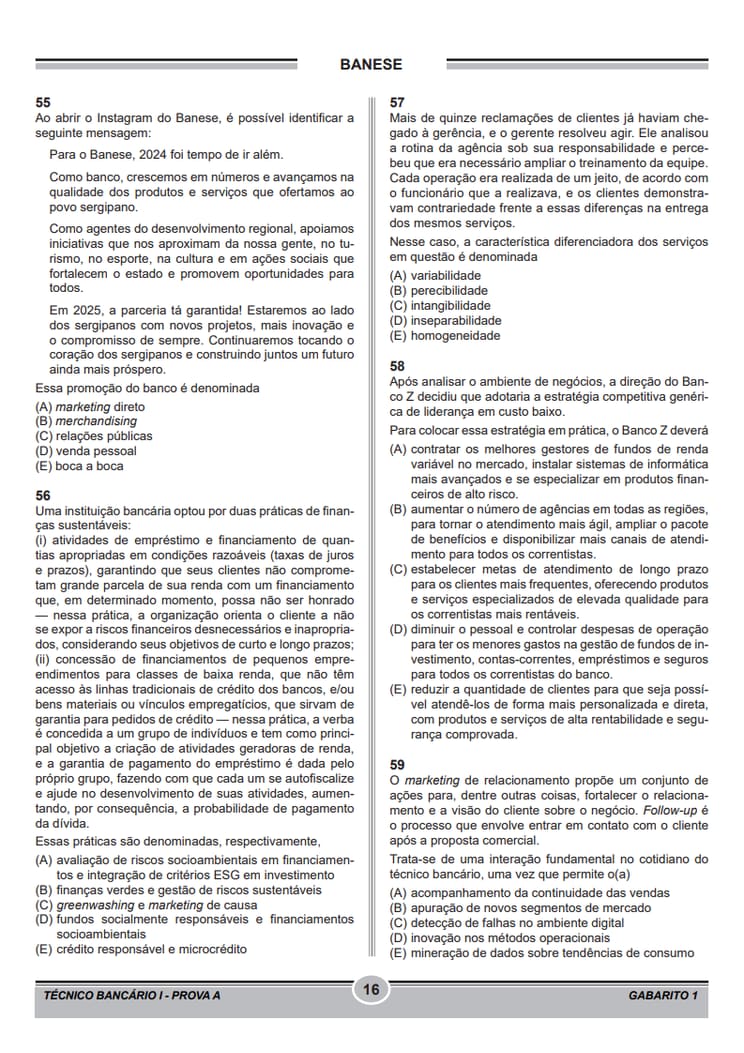 BANESE
55
Ao abrir o Instagram do Banese, é possível identificar a
seguinte mensagem:
Para o Banese, 2024 foi tempo de ir além.
Como banco, crescemos em números e avançamos na
qualidade dos produtos e serviços que ofertamos ao
povo sergipano.
Como agentes do desenvolvimento regional, apoiamos
iniciativas que nos aproximam da nossa gente, no tu-
rismo, no esporte, na cultura e em ações sociais que
fortalecem o estado e promovem oportunidades para
todos.
Em 2025, a parceria tá garantida! Estaremos ao lado
dos sergipanos com novos projetos, mais inovação e
o compromisso de sempre. Continuaremos tocando o
coração dos sergipanos e construindo juntos um futuro
ainda mais próspero.
Essa promoção do banco é denominada
(A) marketing direto
(B) merchandising
(C) relações públicas
(D) venda pessoal
(E) boca a boca
56
Uma instituição bancária optou por duas práticas de finan-
ças sustentáveis:
(i) atividades de empréstimo e financiamento de quan-
tias apropriadas em condições razoáveis (taxas de juros
e prazos), garantindo que seus clientes não comprome-
tam grande parcela de sua renda com um financiamento
que, em determinado momento, possa não ser honrado
— nessa prática, a organização orienta o cliente a não
se expor a riscos financeiros desnecessários e inapropria-
dos, considerando seus objetivos de curto e longo prazos;
(ii) concessão de financiamentos de pequenos empre-
endimentos para classes de baixa renda, que não têm
acesso às linhas tradicionais de crédito dos bancos, e/ou
bens materiais ou vínculos empregatícios, que sirvam de
garantia para pedidos de crédito — nessa prática, a verba
é concedida a um grupo de indivíduos e tem como princi-
pal objetivo a criação de atividades geradoras de renda,
e a garantia de pagamento do empréstimo é dada pelo
próprio grupo, fazendo com que cada um se autofiscalize
e ajude no desenvolvimento de suas atividades, aumen-
tando, por consequência, a probabilidade de pagamento
da dívida.
Essas práticas são denominadas, respectivamente,
(A) avaliação de riscos socioambientais em financiamen-
tos e integração de critérios ESG em investimento
(B) finanças verdes e gestão de riscos sustentáveis
(C) greenwashing e marketing de causa
(D) fundos socialmente responsáveis e financiamentos
socioambientais
(E) crédito responsável e microcrédito
57
Mais de quinze reclamações de clientes já haviam che-
gado à gerência, e o gerente resolveu agir. Ele analisou
a rotina da agência sob sua responsabilidade e perce-
beu que era necessário ampliar o treinamento da equipe.
Cada operação era realizada de um jeito, de acordo com
o funcionário que a realizava, e os clientes demonstra-
vam contrariedade frente a essas diferenças na entrega
dos mesmos serviços.
Nesse caso, a característica diferenciadora dos serviços
em questão é denominada
(A) variabilidade
(B) perecibilidade
(C) intangibilidade
(D) inseparabilidade
(E) homogeneidade
58
Após analisar o ambiente de negócios, a direção do Ban-
co Z decidiu que adotaria a estratégia competitiva genéri-
ca de liderança em custo baixo.
Para colocar essa estratégia em prática, o Banco Z deverá
(A) contratar os melhores gestores de fundos de renda
variável no mercado, instalar sistemas de informática
mais avançados e se especializar em produtos finan-
ceiros de alto risco.
(B) aumentar o número de agências em todas as regiões,
para tornar o atendimento mais ágil, ampliar o pacote
de benefícios e disponibilizar mais canais de atendi-
mento para todos os correntistas.
(C) estabelecer metas de atendimento de longo prazo
para os clientes mais frequentes, oferecendo produtos
e serviços especializados de elevada qualidade para
os correntistas mais rentáveis.
(D) diminuir o pessoal e controlar despesas de operação
para ter os menores gastos na gestão de fundos de in-
vestimento, contas-correntes, empréstimos e seguros
para todos os correntistas do banco.
(E) reduzir a quantidade de clientes para que seja possí-
vel atendê-los de forma mais personalizada e direta,
com produtos e serviços de alta rentabilidade e segu-
rança comprovada.
59
O marketing de relacionamento propõe um conjunto de
ações para, dentre outras coisas, fortalecer o relaciona-
mento e a visão do cliente sobre o negócio. Follow-up é
o processo que envolve entrar em contato com o cliente
após a proposta comercial.
Trata-se de uma interação fundamental no cotidiano do
técnico bancário, uma vez que permite o(a)
(A) acompanhamento da continuidade das vendas
(B) apuração de novos segmentos de mercado
(C) detecção de falhas no ambiente digital
(D) inovação nos métodos operacionais
(E) mineração de dados sobre tendências de consumo
TÉCNICO BANCÁRIO I - PROVA A
16
GABARITO 1